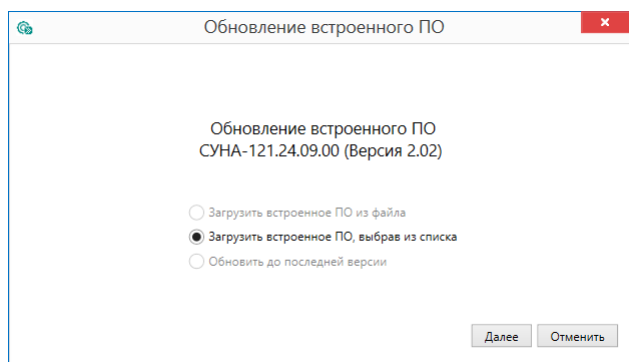 Обновление встроенного ПО
Обновление встроенного ПО
СУНА-121.24.09.00 (Версия 2.02)
Загрузить встроенное ПО из файла
Загрузить встроенное ПО, выбрав из списка
Обновить до последней версии
Далее
Отменить